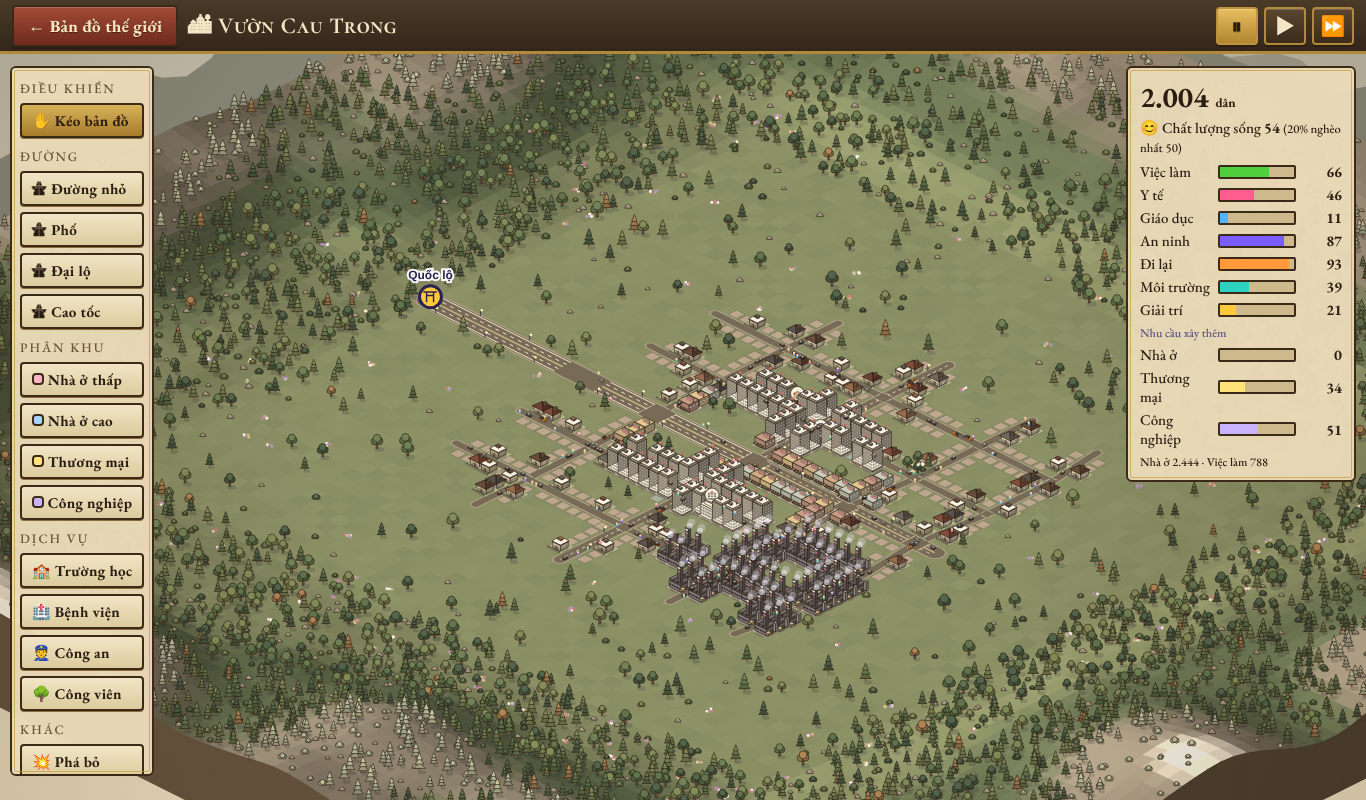 ← Bản đồ thế giới
Vườn Cau Trong
ĐIỀU KHIỂN
Kéo bản đồ
ĐƯỜNG
Đường nhỏ
Phố
Đại lộ
Cao tốc
PHÂN KHU
Nhà ở thấp
Nhà ở cao
Thương mại
Công nghiệp
DỊCH VỤ
Trường học
Bệnh viện
Công an
Công viên
KHÁC
Phá bỏ
Quốc lộ
2.004 dân
Chất lượng sống 54 (20% nghèo
nhất 50)
Việc làm 66
Y tế 46
Giáo dục 11
An ninh 87
Đi lại 93
Môi trường 39
Giải trí 21
Nhu cầu xây thêm
Nhà ở 0
Thương
mại 34
Công
nghiệp 51
Nhà ở 2.444 · Việc làm 788